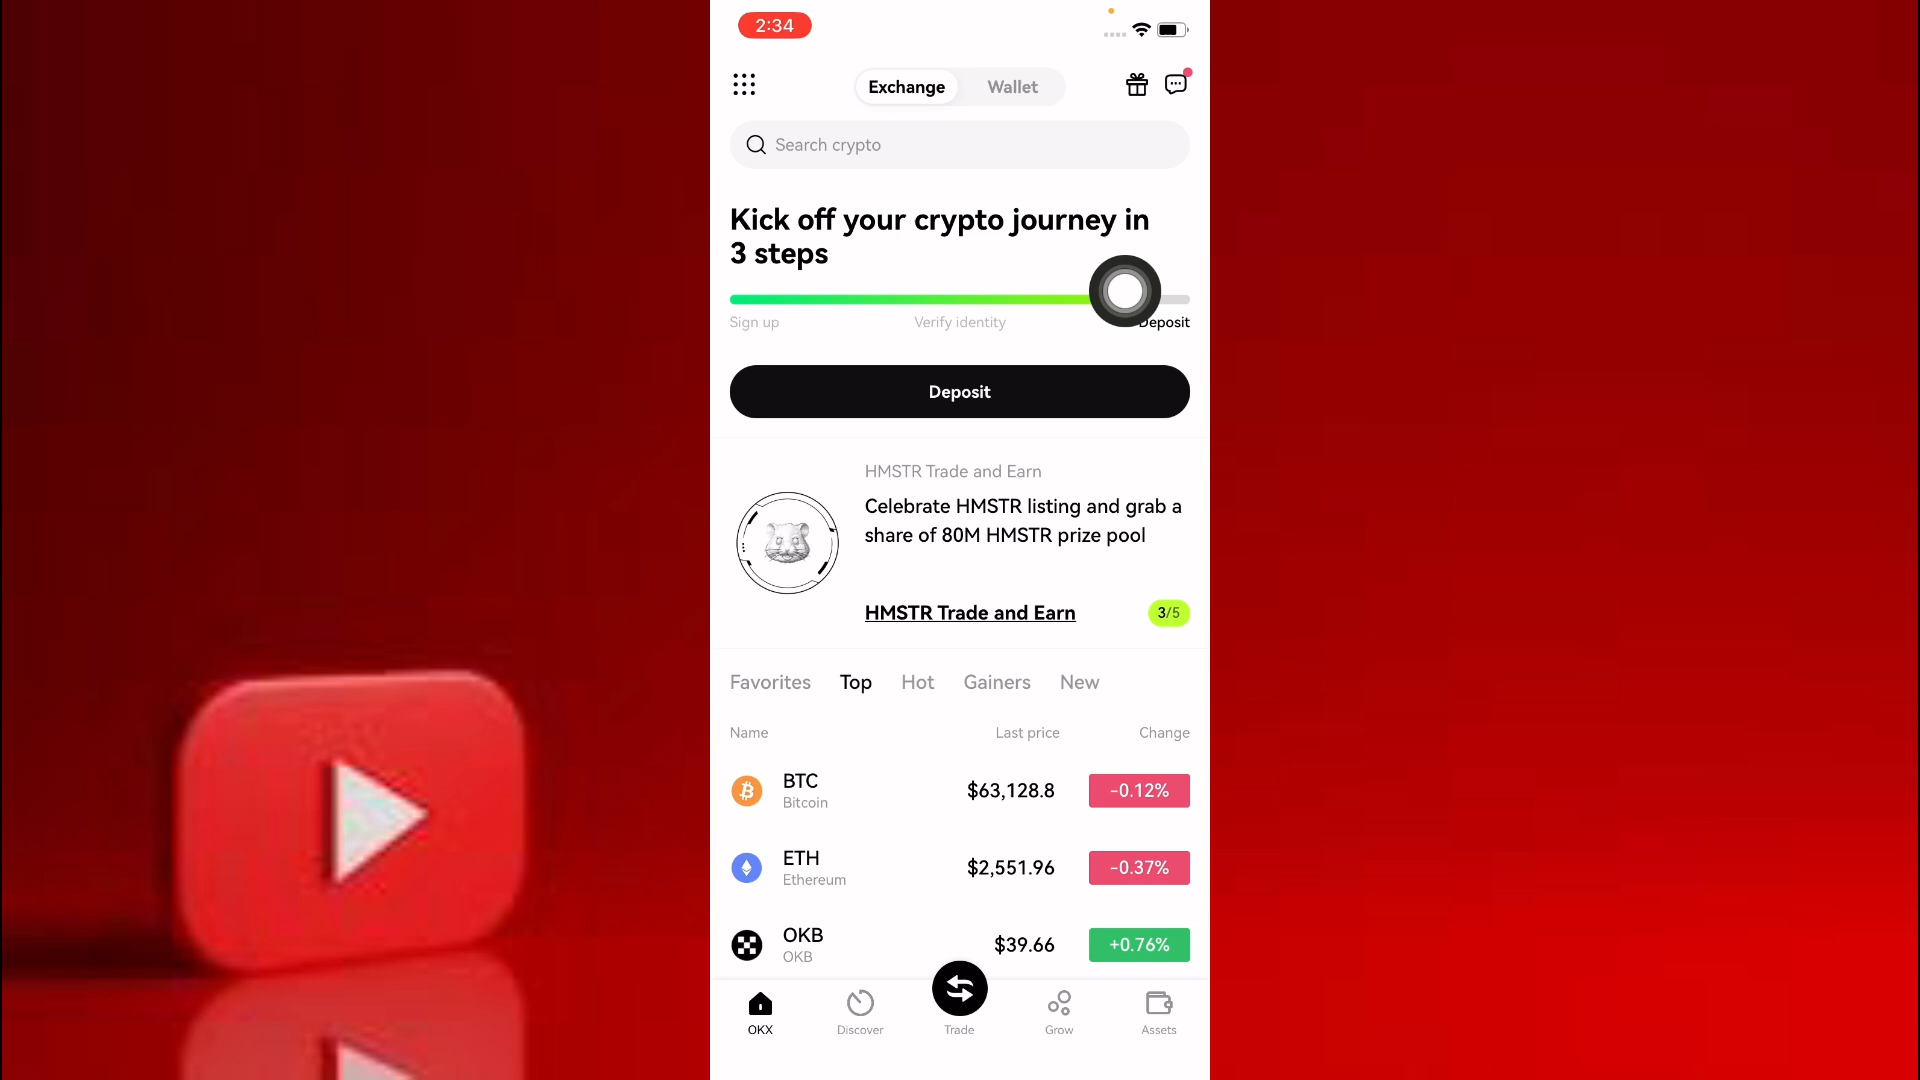 2:34
Exchange
Wallet
Search crypto
Kick off your crypto journey in
3 steps
Sign up
Verify identity
Deposit
Deposit
HMSTR Trade and Earn
Celebrate HMSTR listing and grab a
share of 80M HMSTR prize pool
HMSTR Trade and Earn
3/5
Favorites Top Hot Gainers New
Name Last price Change
BTC
Bitcoin
$63,128.8
-0.12%
ETH
Ethereum
$2,551.96
-0.37%
OKB
OKB
$39.66
+0.76%
OKX
Discover
Trade
Grow
Assets